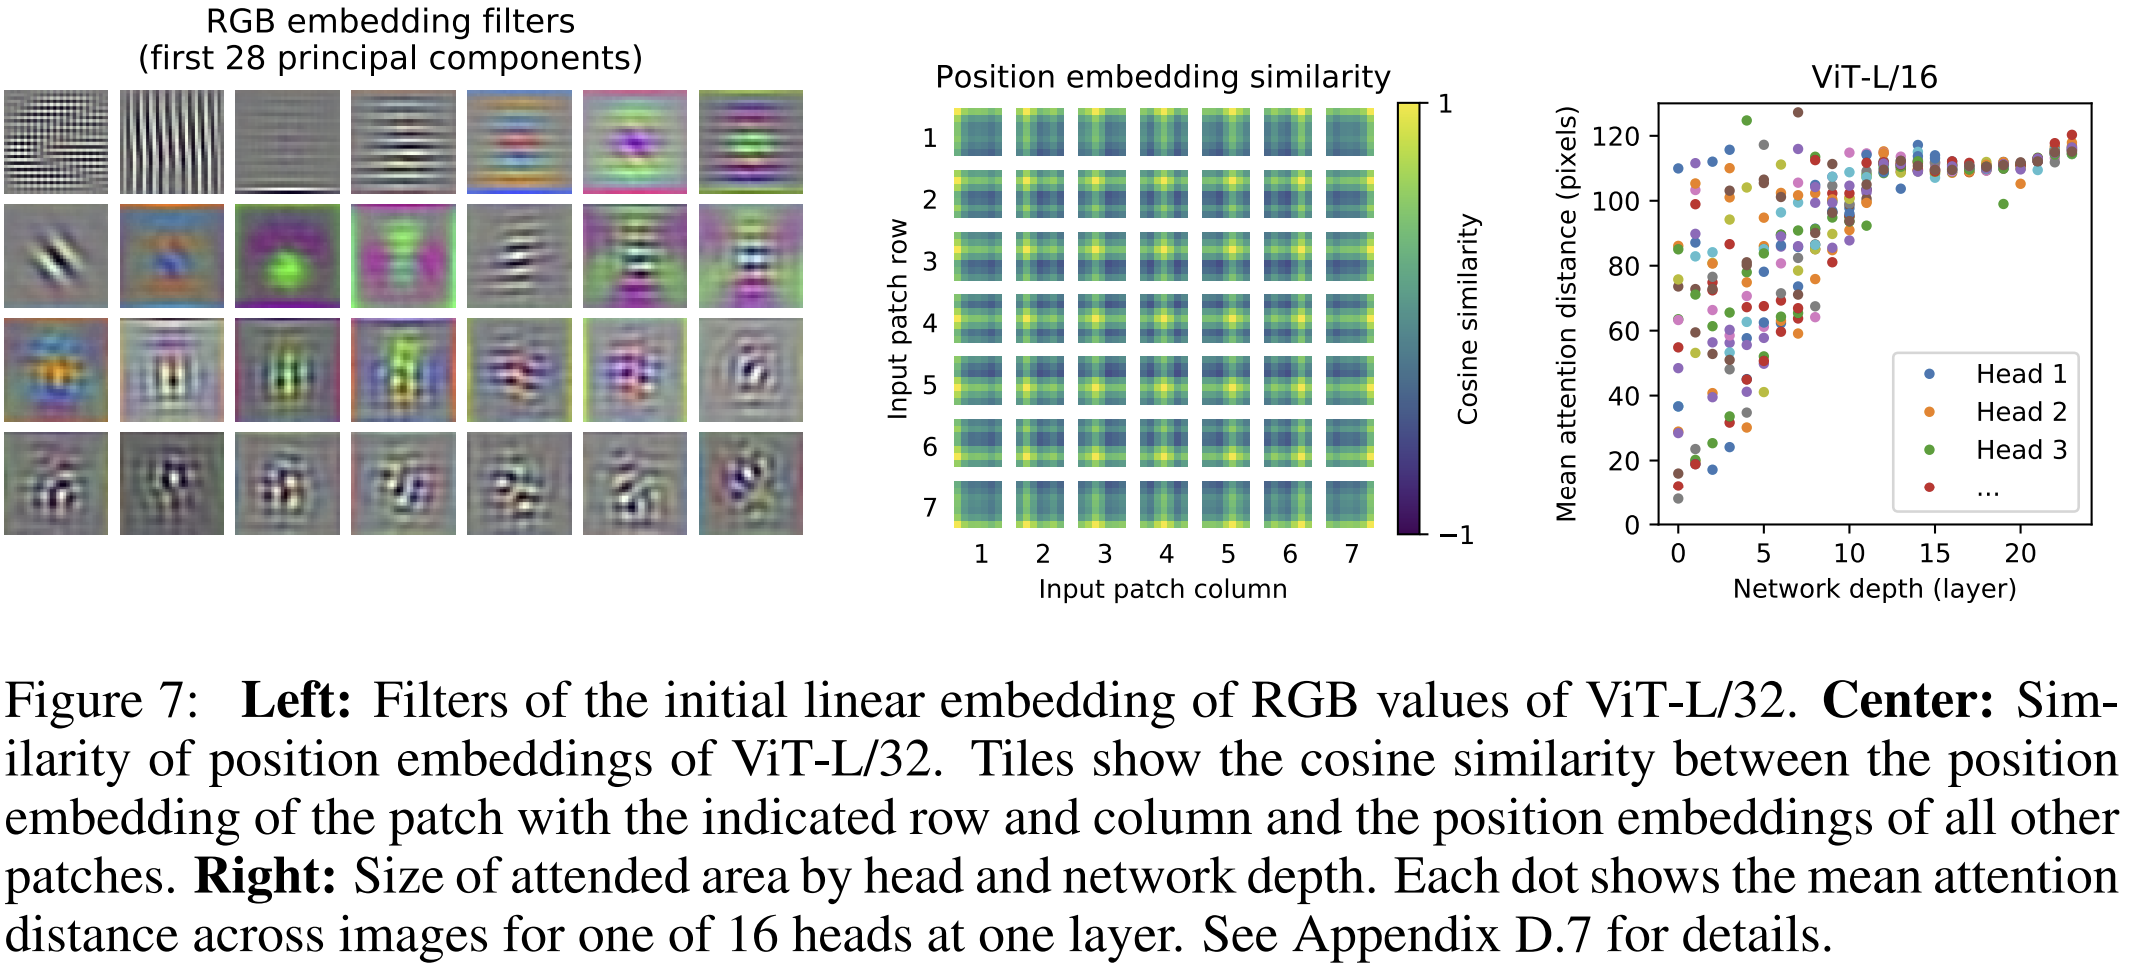 RGB embedding filters
(first 28 principal components)
Position embedding similarity
Input patch row
1
2
3
4
5
6
7
1 2 3 4 5 6 7
Input patch column
1
−1
Cosine similarity
ViT-L/16
Mean attention distance (pixels)
120
100
80
60
40
20
0
0 5 10 15 20
Network depth (layer)
Head 1
Head 2
Head 3
...
Figure 7: Left: Filters of the initial linear embedding of RGB values of ViT-L/32. Center: Sim-
ilarity of position embeddings of ViT-L/32. Tiles show the cosine similarity between the position
embedding of the patch with the indicated row and column and the position embeddings of all other
patches. Right: Size of attended area by head and network depth. Each dot shows the mean attention
distance across images for one of 16 heads at one layer. See Appendix D.7 for details.